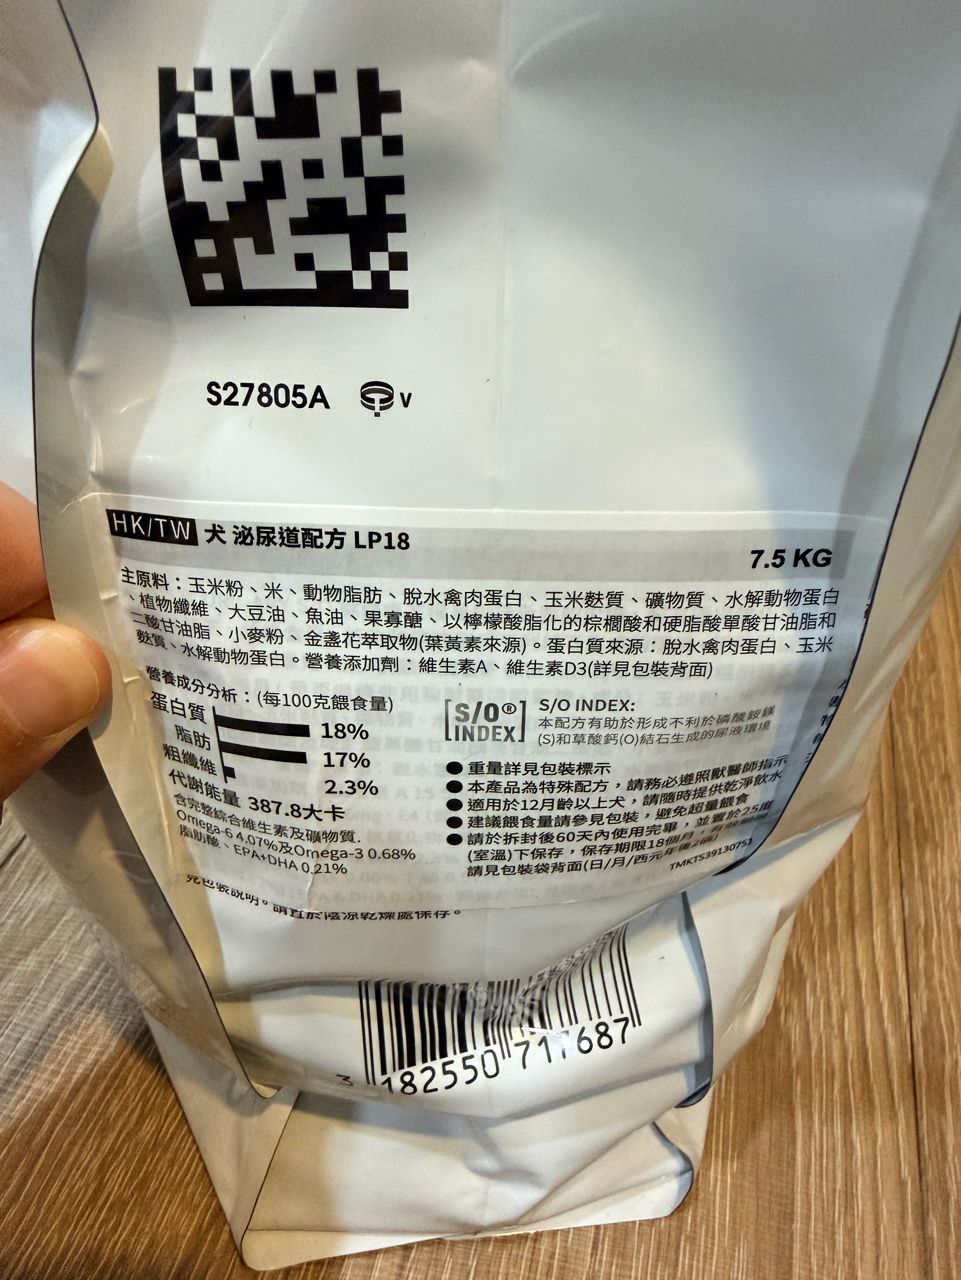 S27805A V
HK/TW 犬 泌尿道配方 LP18
7.5 KG
主原料：玉米粉、米、動物脂肪、脫水禽肉蛋白、玉米麩質、礦物質、水解動物蛋白
、植物纖維、大豆油、魚油、果寡醣、以檸檬酸脂化的棕櫚酸和硬脂酸單酸甘油脂和
二酸甘油脂、小麥粉、金盞花萃取物(葉黃素來源)。蛋白質來源：脫水禽肉蛋白、玉米
麩質、水解動物蛋白。營養添加劑：維生素A、維生素D3(詳見包裝背面)
營養成分分析：(每100克餵食量)
蛋白質 18%
脂肪 17%
粗纖維 2.3%
代謝能量 387.8大卡
含完整綜合維生素及礦物質.
Omega-6 4.07%及Omega-3 0.68%
脂肪酸、EPA+DHA 0.21%
[S/O®
INDEX]
S/O INDEX:
本配方有助於形成不利於磷酸銨鎂
(S)和草酸鈣(O)結石生成的尿液環境
●重量詳見包裝標示
●本產品為特殊配方，請務必遵照獸醫師指示
●適用於12月齡以上犬，請隨時提供乾淨飲水
●建議餵食量請參見包裝，避免超量餵食
●請於拆封後60天內使用完畢，並置於25度
(室溫)下保存，保存期限18個月，有效期限
請見包裝袋背面(日/月/西元年後2碼)
TMKT53913075
見包裝說明。請置於陰涼乾燥處保存。
3 182550 717687